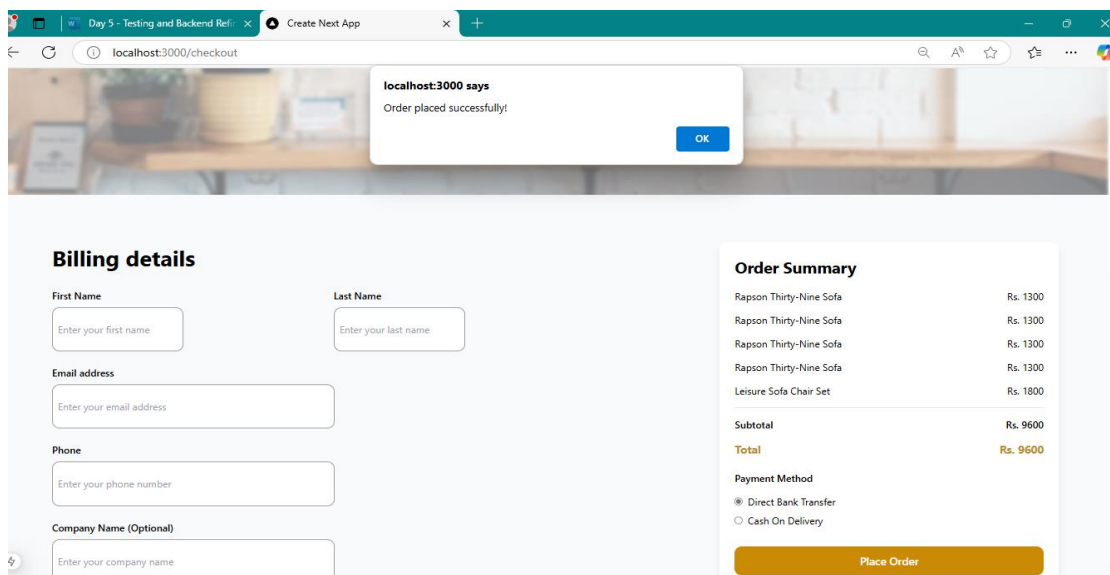 Day 5 - Testing and Backend Refi
Create Next App
localhost:3000/checkout
localhost:3000 says
Order placed successfully!
OK
Billing details
First Name
Last Name
Enter your first name
Enter your last name
Email address
Enter your email address
Phone
Enter your phone number
Company Name (Optional)
Enter your company name
Order Summary
Rapson Thirty-Nine Sofa Rs. 1300
Rapson Thirty-Nine Sofa Rs. 1300
Rapson Thirty-Nine Sofa Rs. 1300
Rapson Thirty-Nine Sofa Rs. 1300
Leisure Sofa Chair Set Rs. 1800
Subtotal Rs. 9600
Total Rs. 9600
Payment Method
Direct Bank Transfer
Cash On Delivery
Place Order